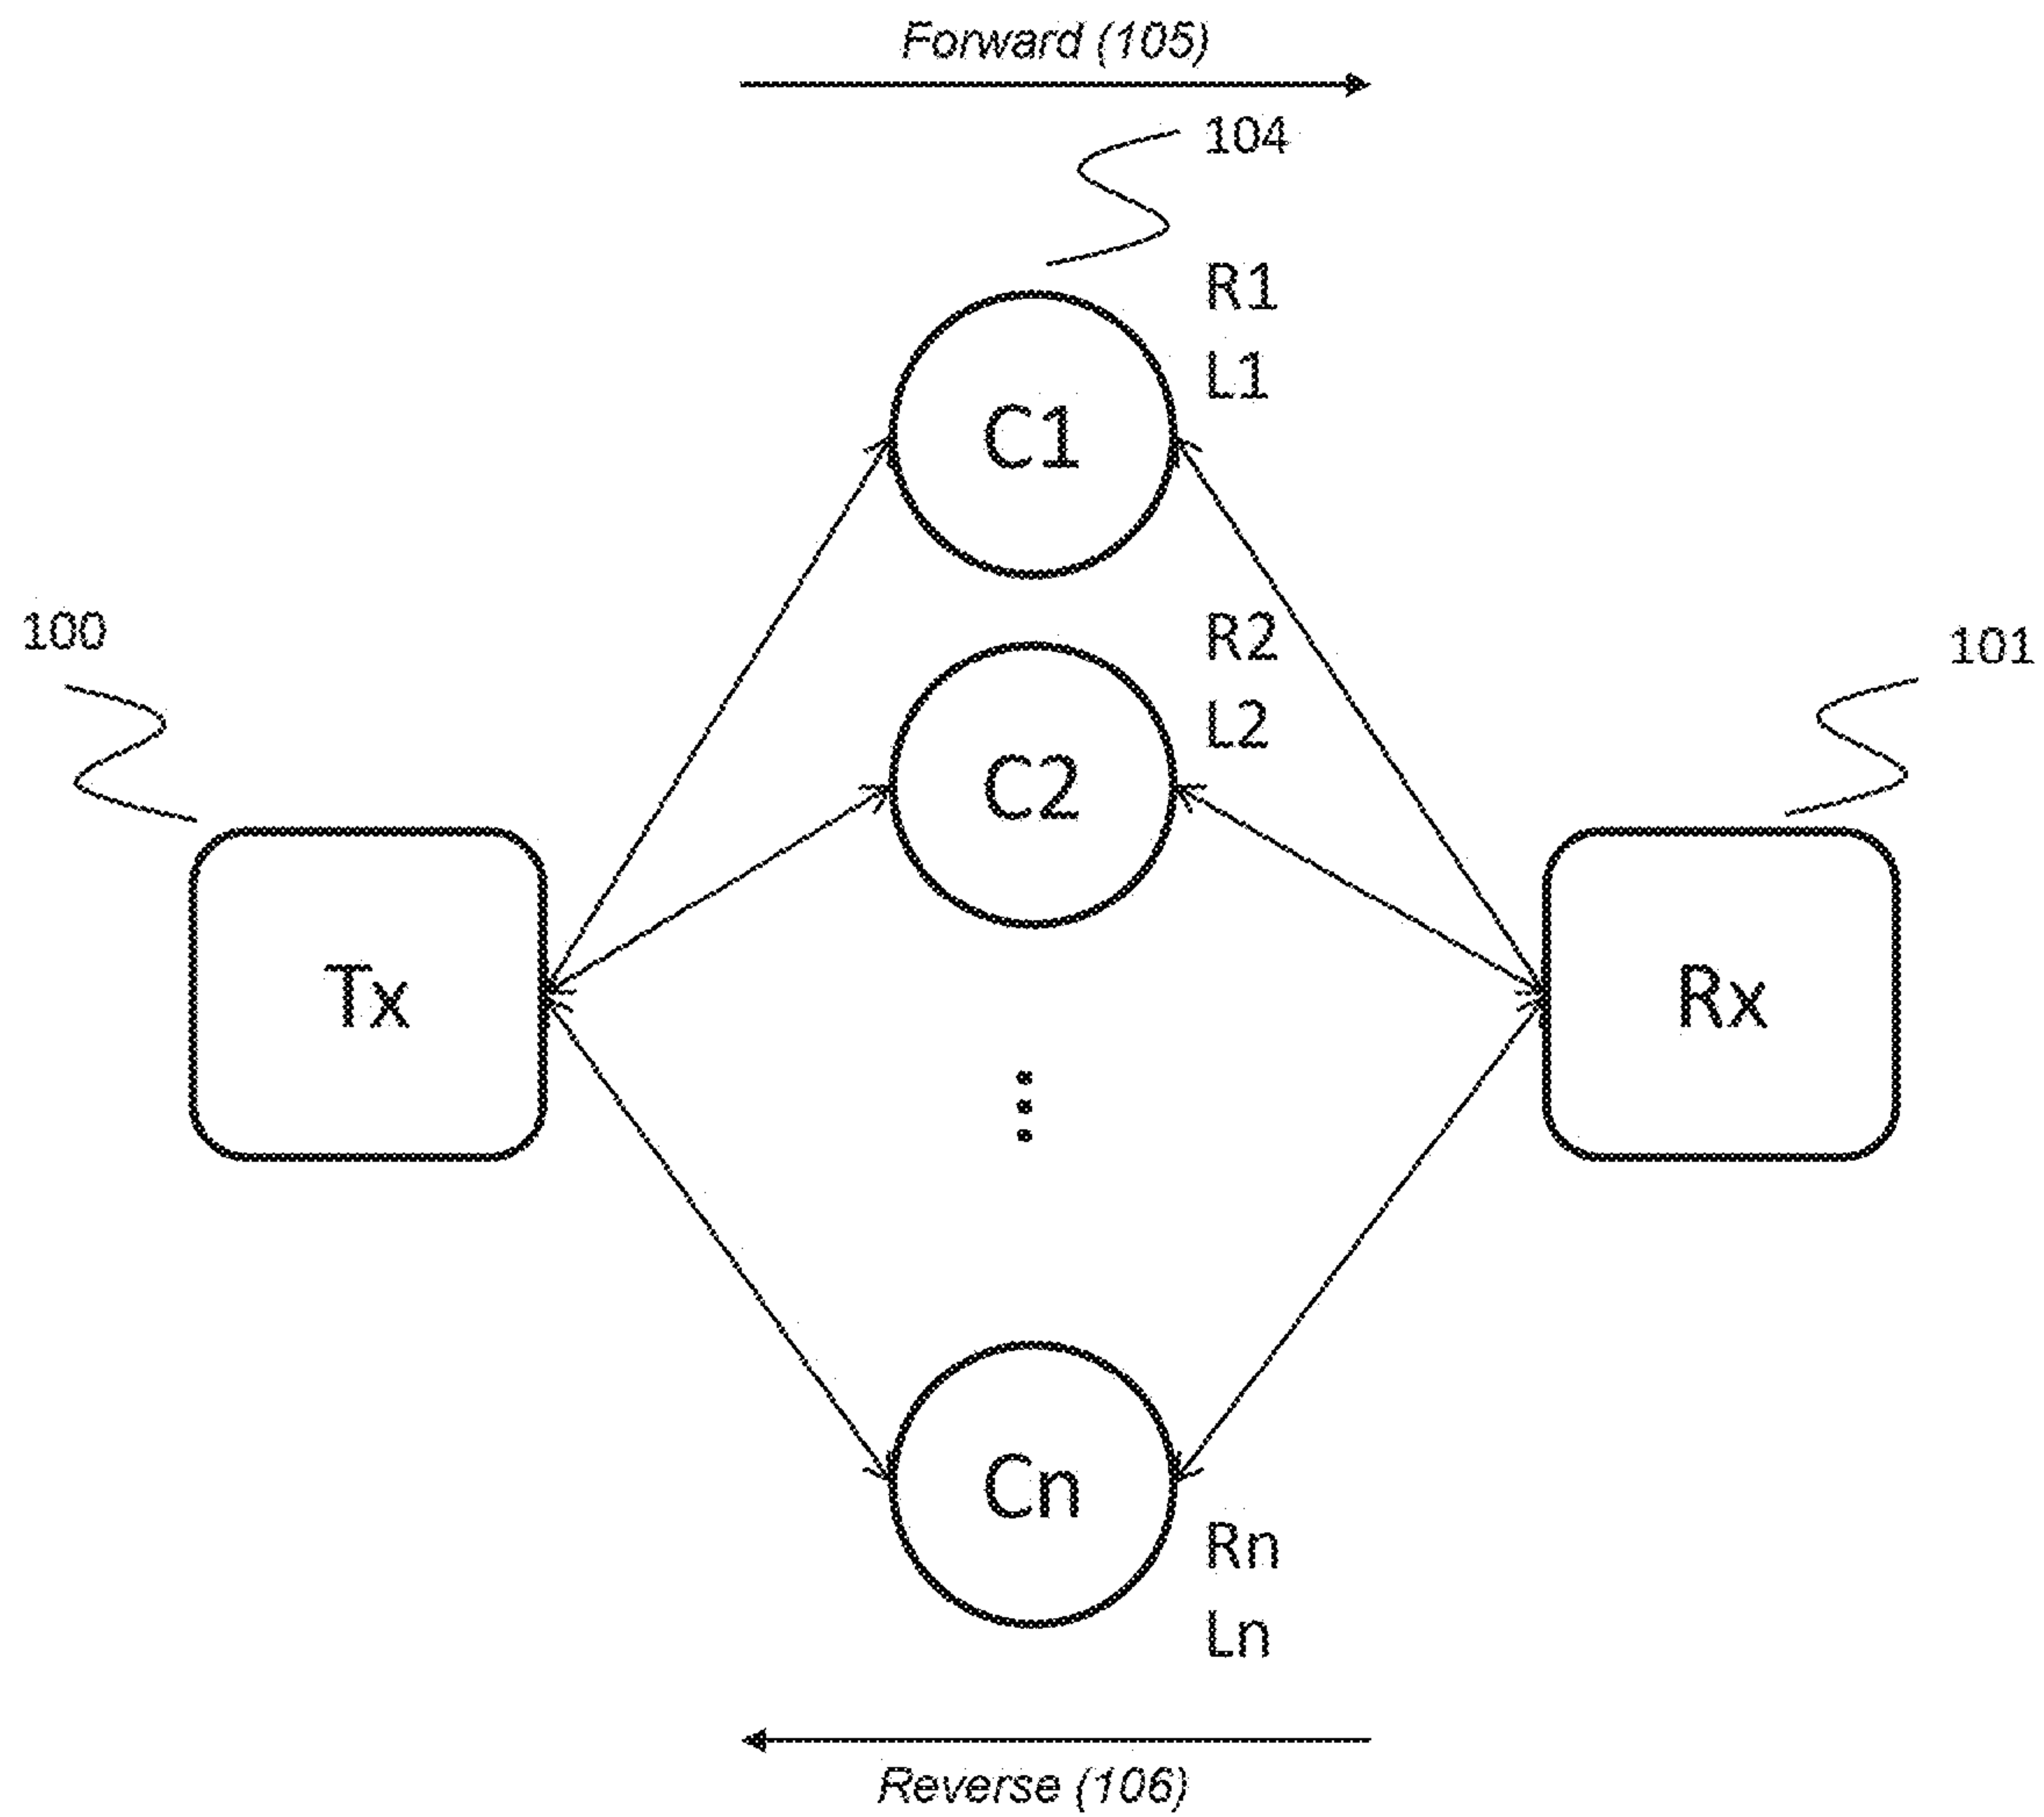 Forward (105)
104
R1
L1
C1
100
R2
L2
101
C2
Tx
Rx
Cn
Rn
Ln
Reverse (106)